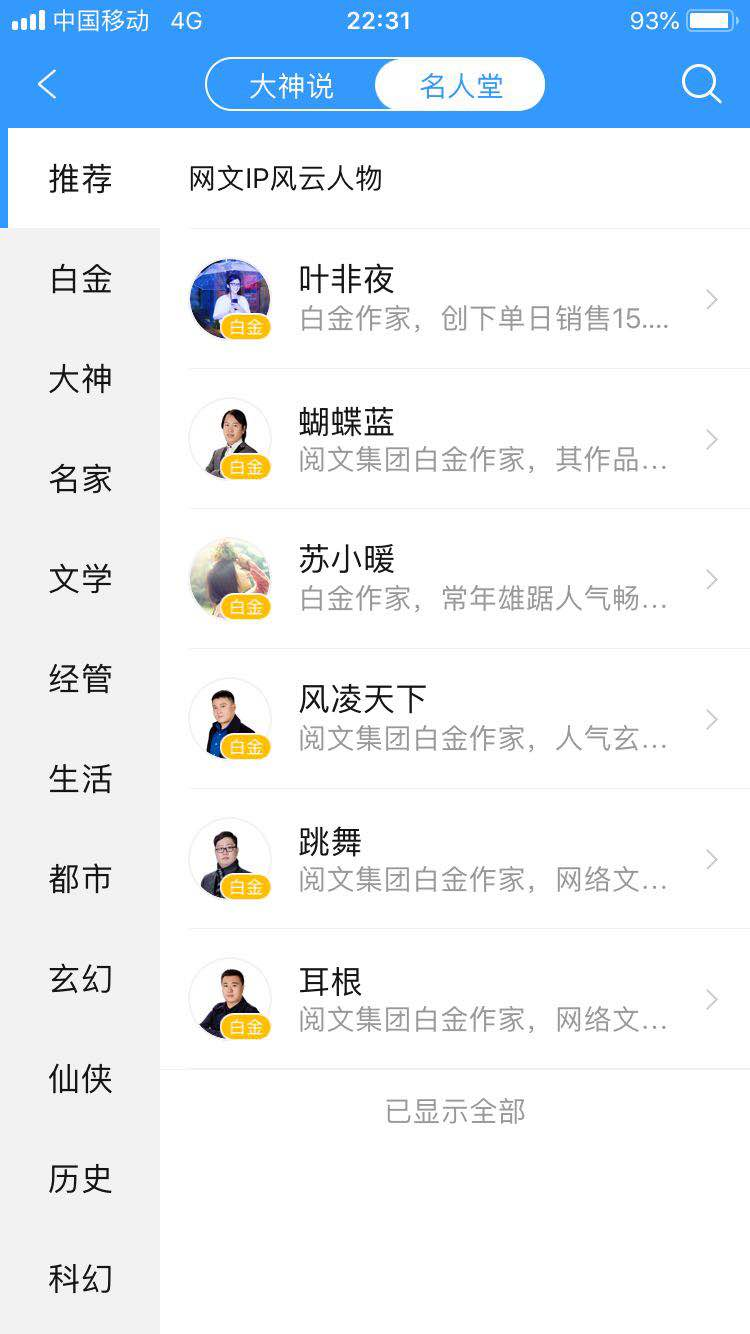 中国移动 4G 22:31 93%
大神说 名人堂
推荐
白金
大神
名家
文学
经管
生活
都市
玄幻
仙侠
历史
科幻
网文IP风云人物
叶非夜
白金作家，创下单日销售15....
白金
蝴蝶蓝
阅文集团白金作家，其作品...
白金
苏小暖
白金作家，常年雄踞人气畅...
白金
风凌天下
阅文集团白金作家，人气玄...
白金
跳舞
阅文集团白金作家，网络文...
白金
耳根
阅文集团白金作家，网络文...
白金
已显示全部